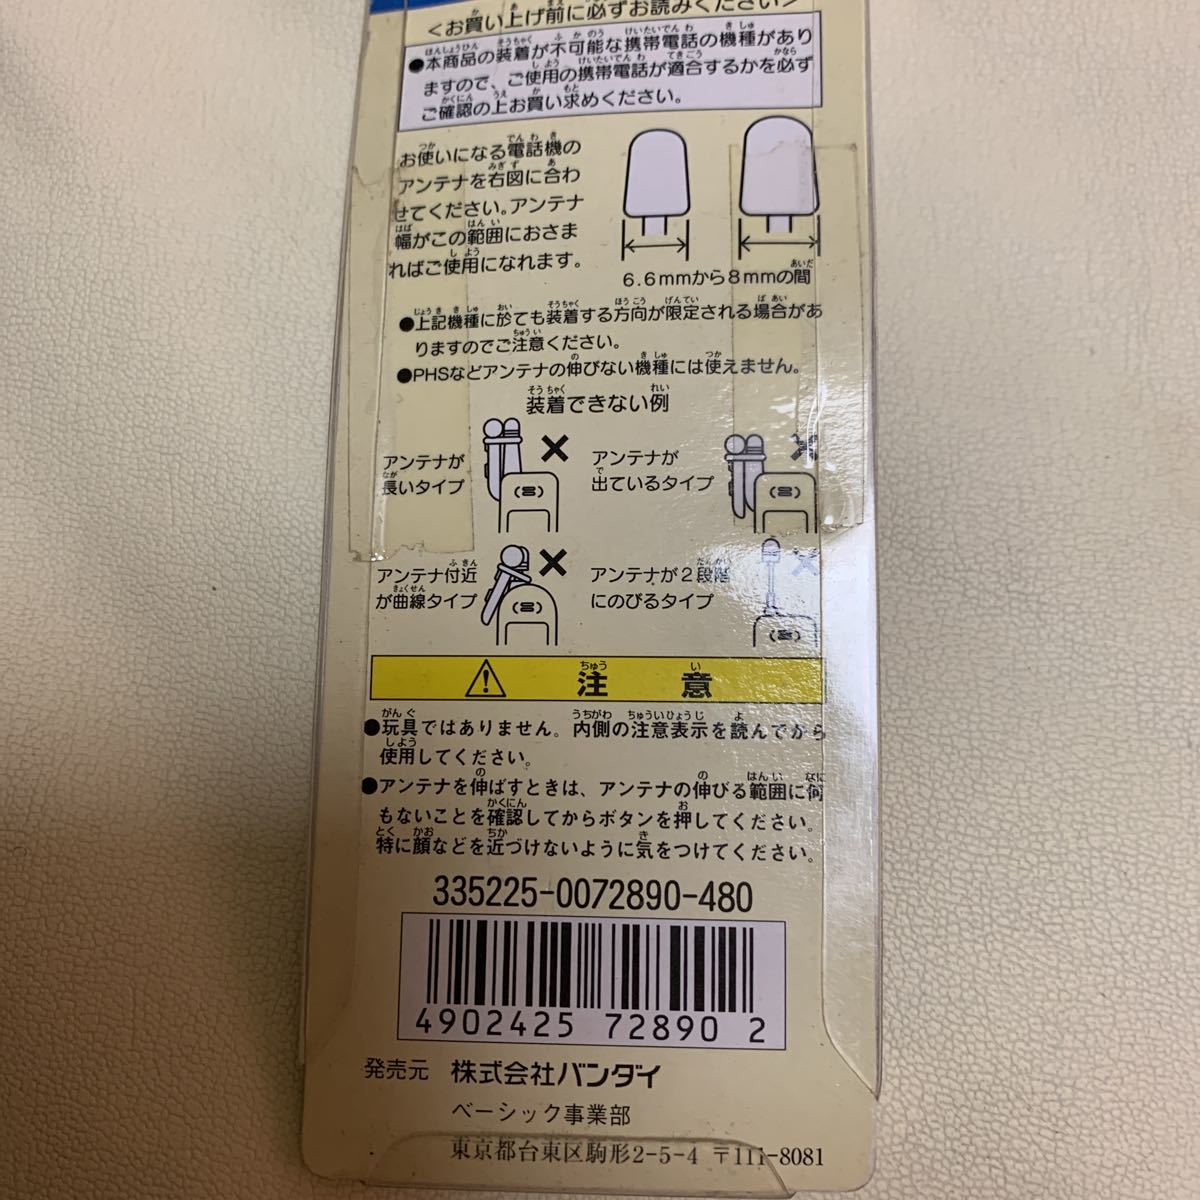 <お買い上げ前に必ずお読みください>
●本商品の装着が不可能な携帯電話の機種があり
ますので、ご使用の携帯電話が適合するかを必ず
ご確認の上お買い求めください。
お使いになる電話機の
アンテナを右図に合わ
せてください。アンテナ
幅がこの範囲におさま
ればご使用になれます。
6.6mmから8mmの間
●上記機種に於ても装着する方向が限定される場合があ
りますのでご注意ください。
●PHSなどアンテナの伸びない機種には使えません。
装着できない例
アンテナが
長いタイプ
アンテナが
出ているタイプ
アンテナ付近
が曲線タイプ
アンテナが2段階
にのびるタイプ
注意
●玩具ではありません。内側の注意表示を読んでから
使用してください。
●アンテナを伸ばすときは、アンテナの伸びる範囲に何
もないことを確認してからボタンを押してください。
特に顔などを近づけないように気をつけてください。
335225-0072890-480
4902425 72890 2
発売元 株式会社バンダイ
ベーシック事業部
東京都台東区駒形2-5-4 〒111-8081